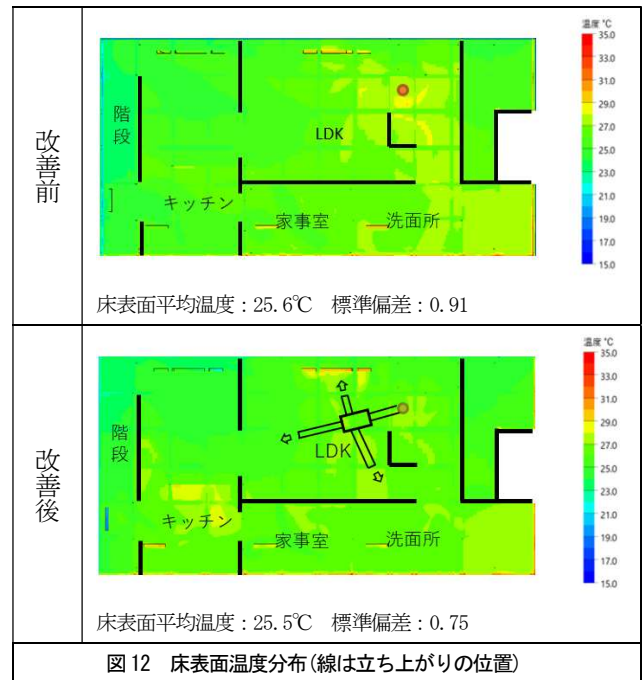 改善前
温度 °C
35.0
33.0
31.0
29.0
27.0
25.0
23.0
21.0
19.0
17.0
15.0
階段
LDK
キッチン
家事室
洗面所
床表面平均温度：25.6℃　標準偏差：0.91
改善後
温度 °C
35.0
33.0
31.0
29.0
27.0
25.0
23.0
21.0
19.0
17.0
15.0
階段
LDK
キッチン
家事室
洗面所
床表面平均温度：25.5℃　標準偏差：0.75
図12　床表面温度分布(線は立ち上がりの位置)